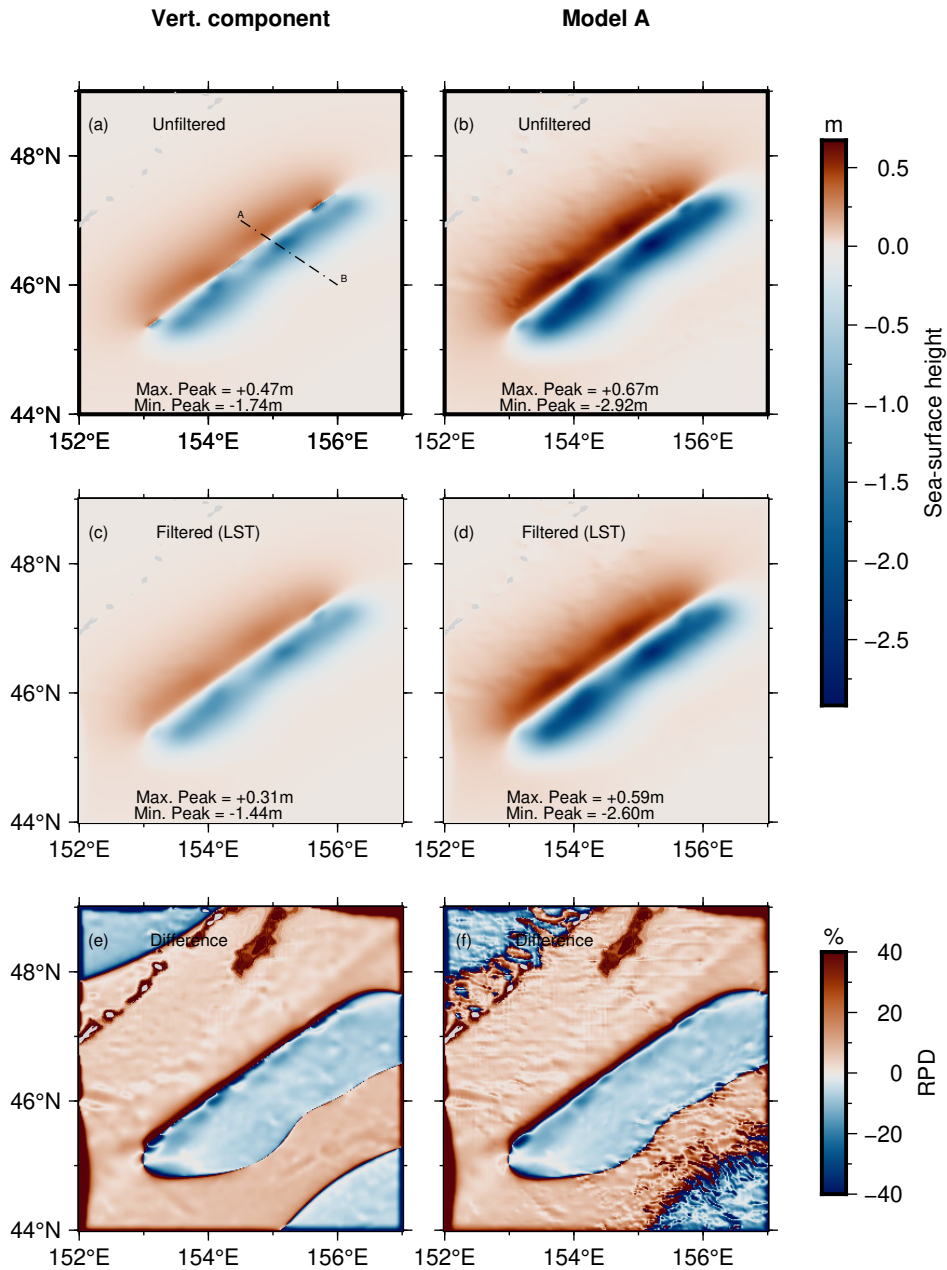 Vert. component Model A
(a) Unfiltered
A
B
Max. Peak = +0.47m
Min. Peak = -1.74m
(b) Unfiltered
Max. Peak = +0.67m
Min. Peak = -2.92m
48°N
46°N
44°N
152°E 154°E 156°E 152°E 154°E 156°E
m
0.5
0.0
−0.5
−1.0
−1.5
−2.0
−2.5
Sea-surface height
(c) Filtered (LST)
Max. Peak = +0.31m
Min. Peak = -1.44m
(d) Filtered (LST)
Max. Peak = +0.59m
Min. Peak = -2.60m
48°N
46°N
44°N
152°E 154°E 156°E 152°E 154°E 156°E
(e) Difference
(f) Difference
48°N
46°N
44°N
152°E 154°E 156°E 152°E 154°E 156°E
%
40
20
0
−20
−40
RPD